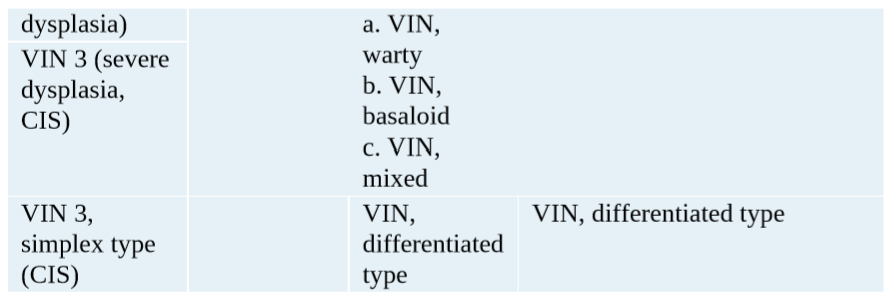 dysplasia)
VIN 3 (severe
dysplasia,
CIS)
a. VIN,
warty
b. VIN,
basaloid
c. VIN,
mixed
VIN 3,
simplex type
(CIS)
VIN,
differentiated
type
VIN, differentiated type